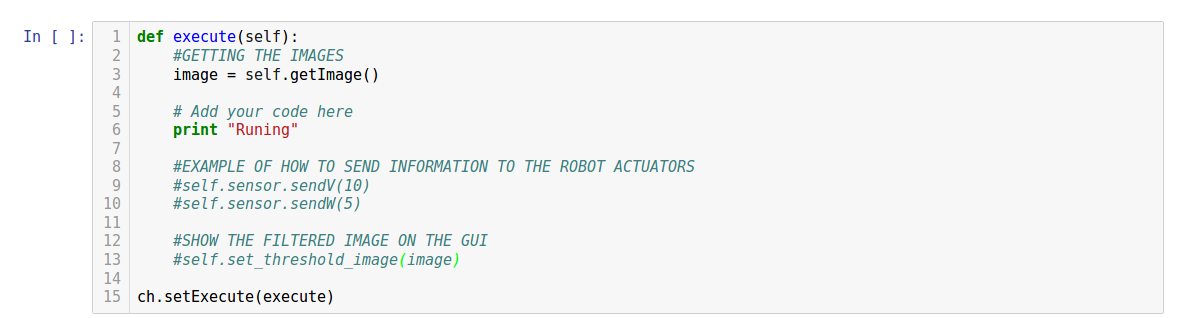 In [ ]:
1 def execute(self):
2     #GETTING THE IMAGES
3     image = self.getImage()
4
5     # Add your code here
6     print "Runing"
7
8     #EXAMPLE OF HOW TO SEND INFORMATION TO THE ROBOT ACTUATORS
9     #self.sensor.sendV(10)
10     #self.sensor.sendW(5)
11
12     #SHOW THE FILTERED IMAGE ON THE GUI
13     #self.set_threshold_image(image)
14
15 ch.setExecute(execute)